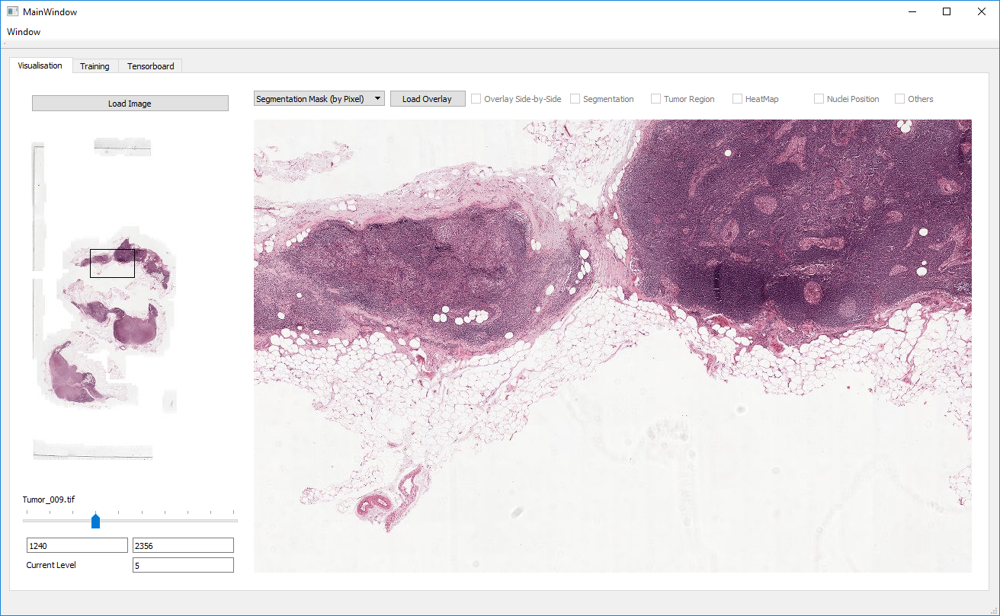 MainWindow
Window
Visualisation Training Tensorboard
Load Image
Segmentation Mask (by Pixel) Load Overlay Overlay Side-by-Side Segmentation Tumor Region HeatMap Nuclei Position Others
Tumor_009.tif
1240 2356
Current Level 5